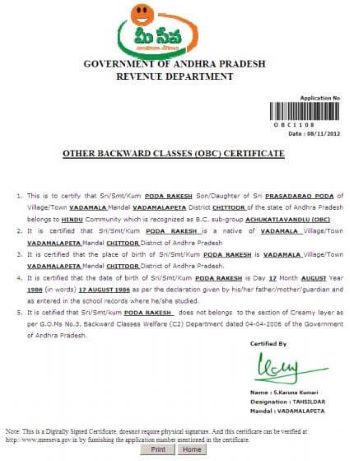 మీ సేవ
GOVERNMENT OF ANDHRA PRADESH
REVENUE DEPARTMENT
Application No
OBC1108
Date : 08/11/2012
OTHER BACKWARD CLASSES (OBC) CERTIFICATE
1. This is to certify that Sri/Smt/Kum PODA RAKESH Son/Daughter of Sri PRASADARAO PODA of
Village/Town VADAMALA Mandal VADAMALAPETA District CHITTOOR of the state of Andhra Pradesh
belongs to HINDU Community which is recognized as B.C. sub-group ACHUKATLAVANDLU (OBC)
2. It is certified that Sri/Smt/kum PODA RAKESH is a native of VADAMALA Village/Town
VADAMALAPETA Mandal CHITTOOR District of Andhra Pradesh
3. It is certified that the place of birth of Sri/Smt/Kum PODA RAKESH is VADAMALA Village/Town
VADAMALAPETA Mandal CHITTOOR District of Andhra Pradesh.
4. It is certified that the date of birth of Sri/Smt/Kum PODA RAKESH is Day 17 Month AUGUST Year
1986 (in words) 17 AUGUST 1986 as per the declaration given by his/her father/mother/guardian and
as entered in the school records where he/she studied.
5. It is cetified that Sri/Smt/kum PODA RAKESH does not belongs to the section of Creamy layer as
per G.O.Ms No.3. Backward Classes Welfare (C2) Department dated 04-04-2006 of the Government
of Andhra Pradesh.
Certified By
Name : S.Karuna Kumari
Designation : TAHSILDAR
Mandal : VADAMALAPETA
Note: This is a Digitally Signed Certificate, doesnot require physical signature. And this certificate can be verified at
http://www.meeseva.gov.in by furnishing the application number mentioned in the certificate.
Print Home